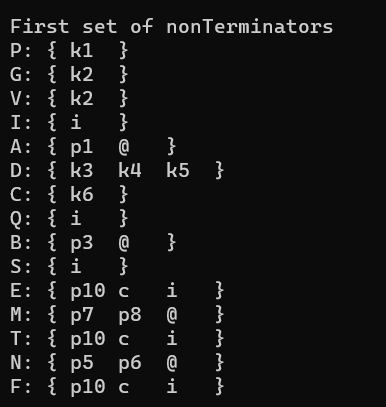 First set of nonTerminators
P: { k1  }
G: { k2  }
V: { k2  }
I: { i   }
A: { p1  @   }
D: { k3  k4  k5  }
C: { k6  }
Q: { i   }
B: { p3  @   }
S: { i   }
E: { p10 c   i   }
M: { p7  p8  @   }
T: { p10 c   i   }
N: { p5  p6  @   }
F: { p10 c   i   }